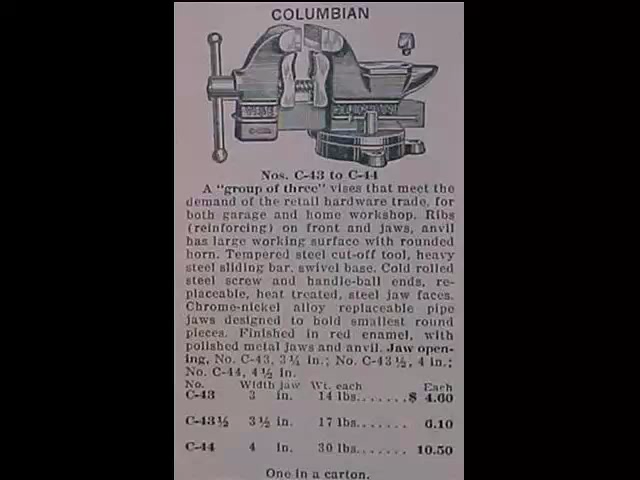 COLUMBIAN
Nos. C-43 to C-44
A "group of three" vises that meet the
demand of the retail hardware trade, for
both garage and home workshop. Ribs
(reinforcing) on front and jaws, anvil
has large working surface with rounded
horn. Tempered steel cut-off tool, heavy
steel sliding bar, swivel base. Cold rolled
steel screw and handle-ball ends, re-
placeable, heat treated, steel jaw faces.
Chrome-nickel alloy replaceable pipe
jaws designed to hold smallest round
pieces. Finished in red enamel, with
polished metal jaws and anvil. Jaw open-
ing, No. C-43, 3¼ in.; No. C-43½, 4 in.;
No. C-44, 4½ in.
No. Width jaw Wt. each Each
C-43 3 in. 14 lbs.......$ 4.60
C-43½ 3½ in. 17 lbs....... 6.10
C-44 4 in. 30 lbs....... 10.50
One in a carton.